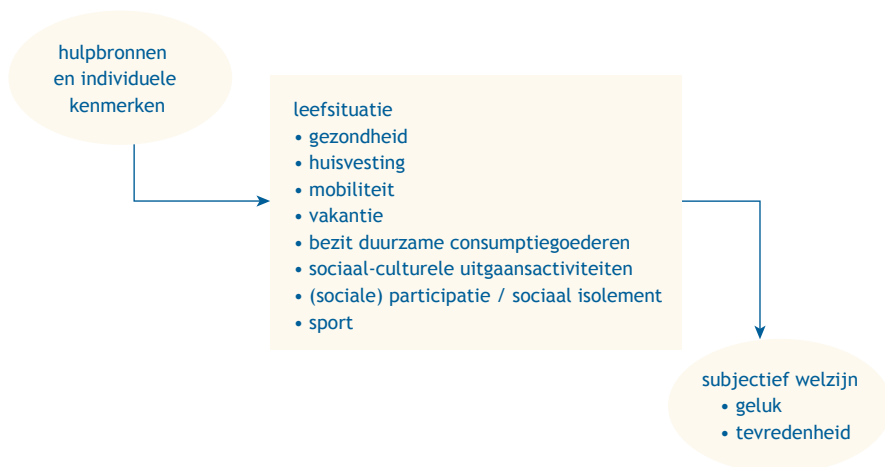 hulpbronnen
en individuele
kenmerken
leefsituatie
• gezondheid
• huisvesting
• mobiliteit
• vakantie
• bezit duurzame consumptiegoederen
• sociaal-culturele uitgaansactiviteiten
• (sociale) participatie / sociaal isolement
• sport
subjectief welzijn
• geluk
• tevredenheid